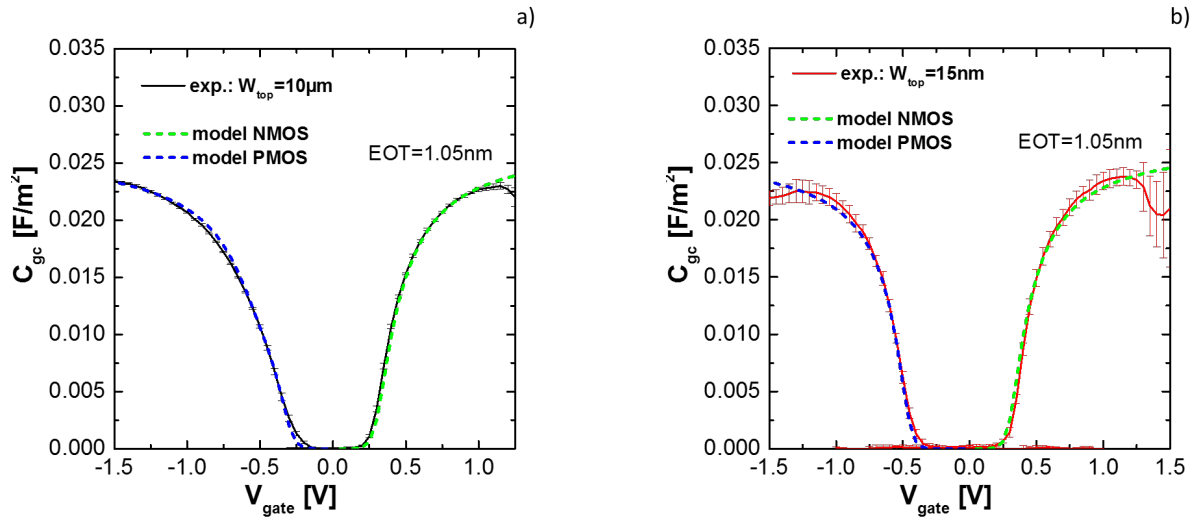 a)
0.035
0.030
0.025
0.020
0.015
0.010
0.005
0.000
C_gc [F/m²]
exp.: W_top=10µm
model NMOS
model PMOS
EOT=1.05nm
-1.5 -1.0 -0.5 0.0 0.5 1.0
V_gate [V]
b)
0.035
0.030
0.025
0.020
0.015
0.010
0.005
0.000
C_gc [F/m²]
exp.: W_top=15nm
model NMOS
model PMOS
EOT=1.05nm
-1.5 -1.0 -0.5 0.0 0.5 1.0 1.5
V_gate [V]